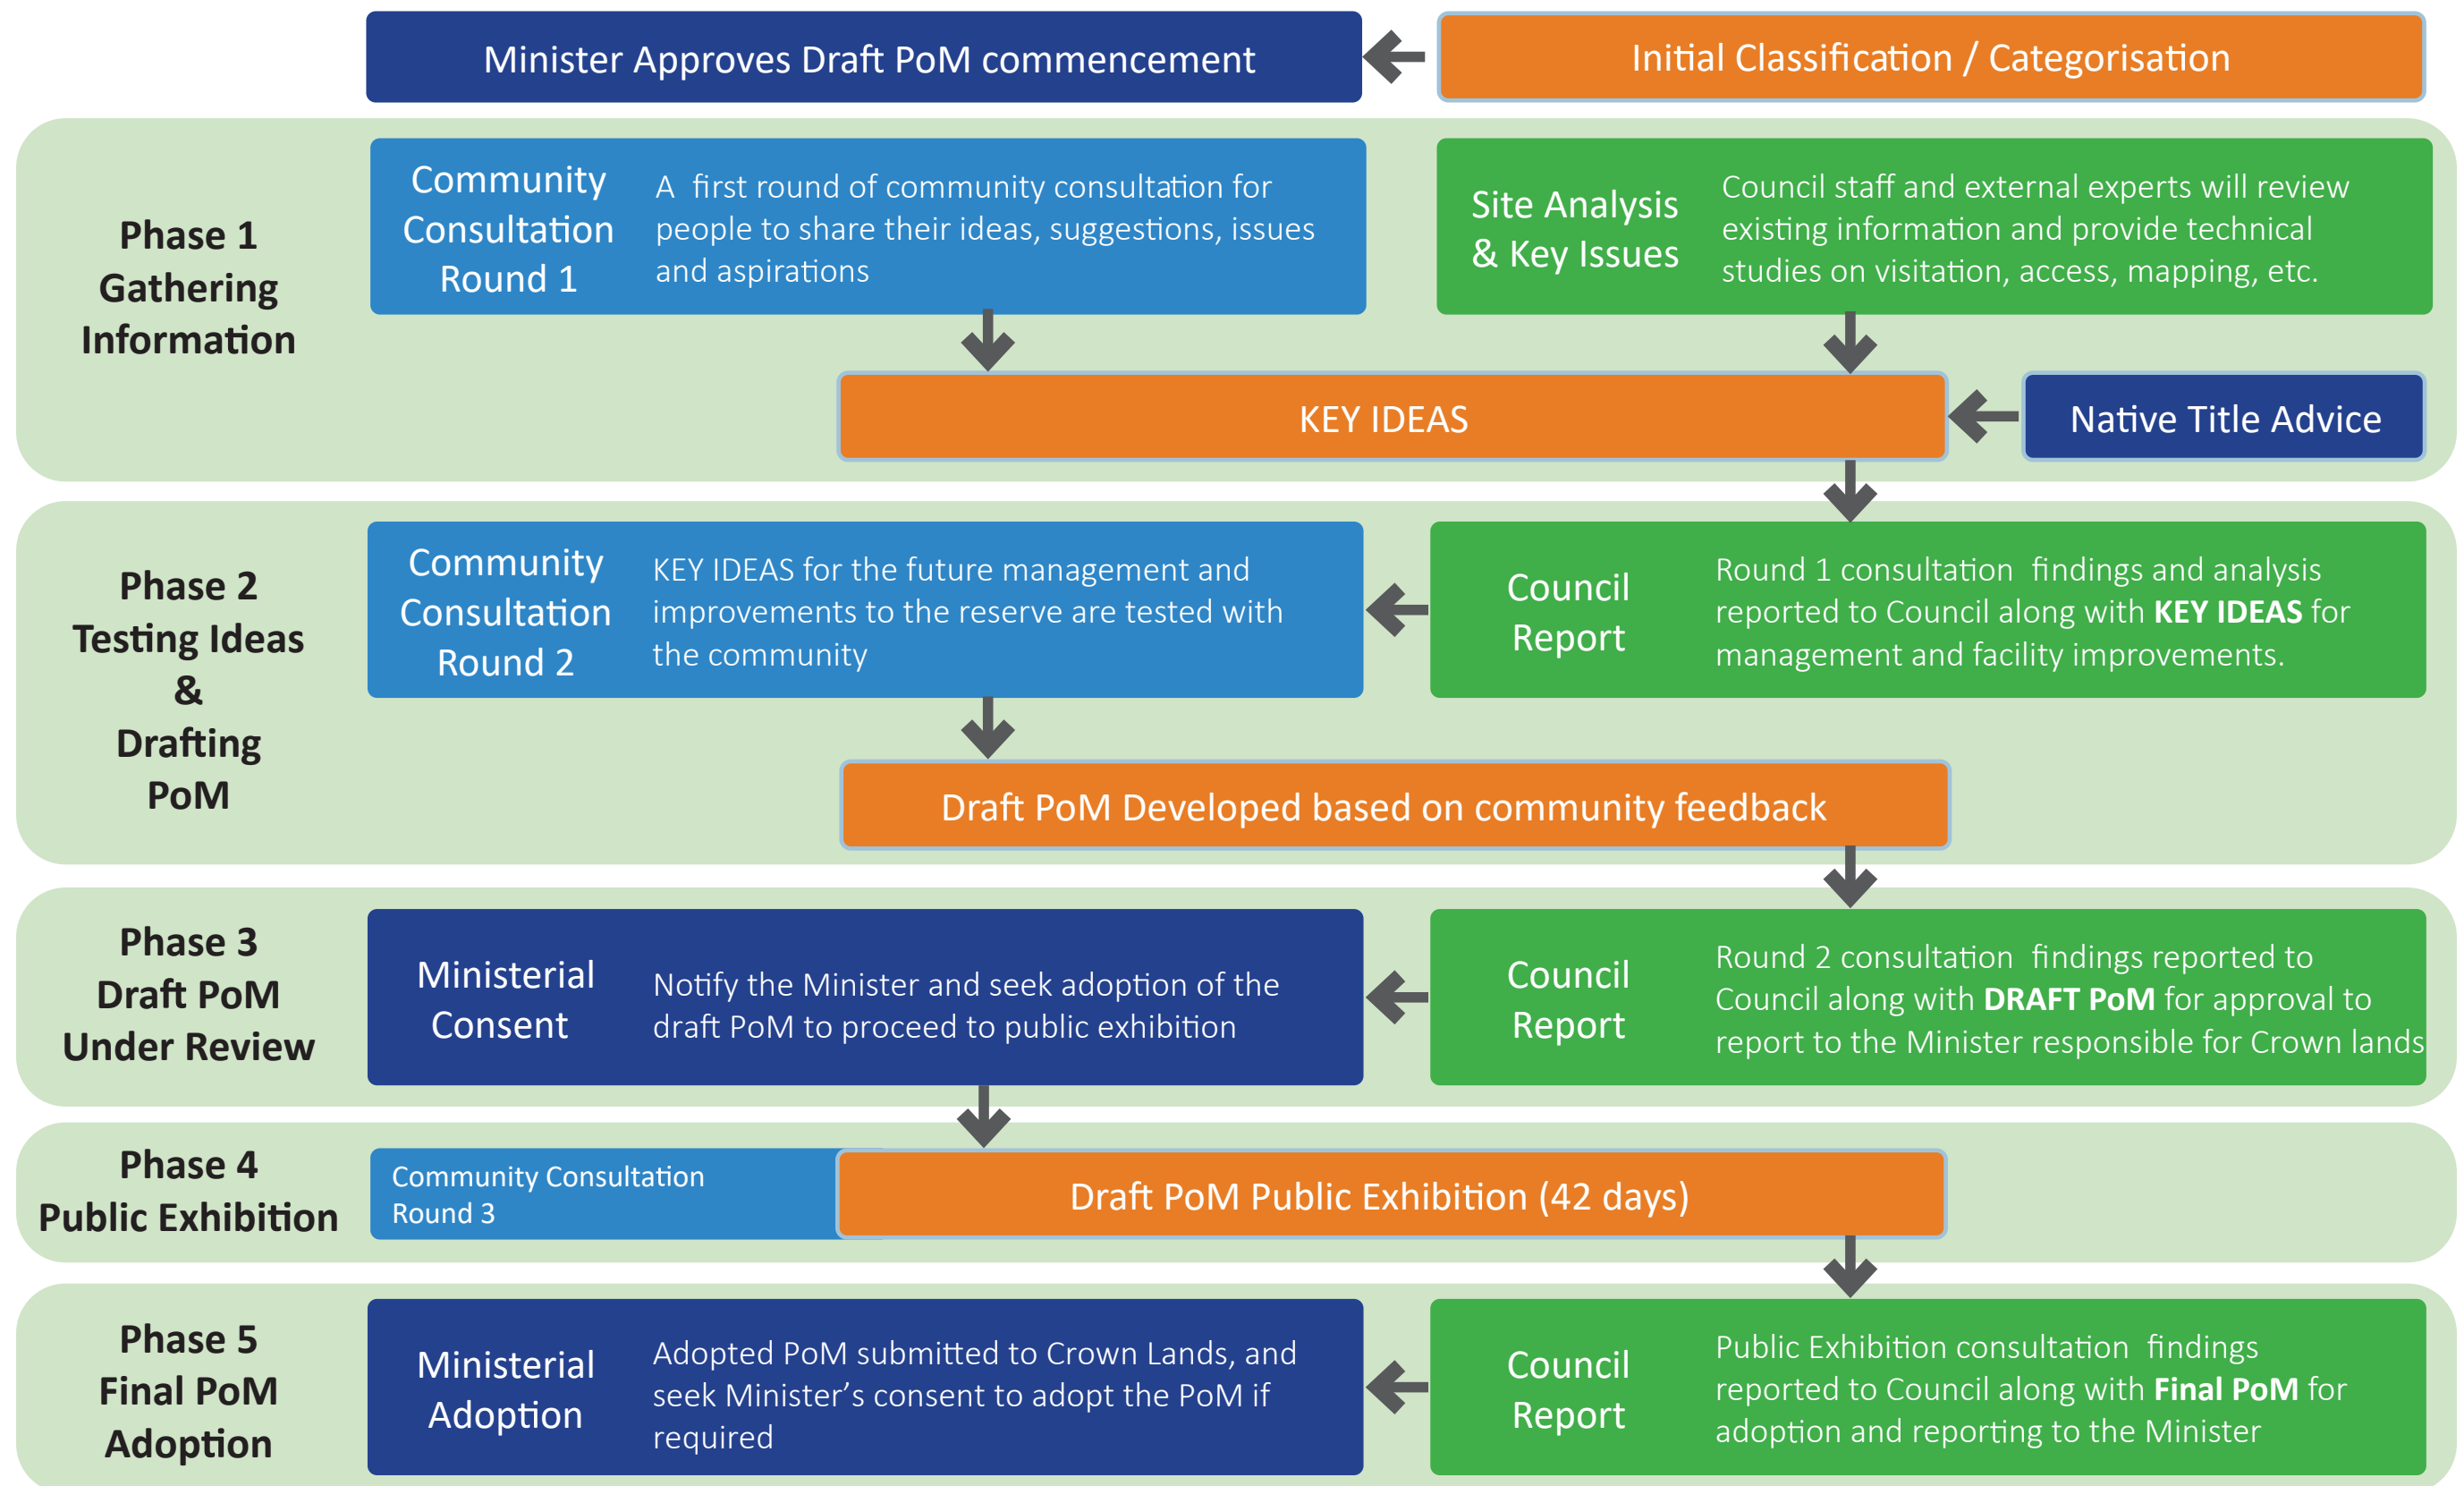 Minister Approves Draft PoM commencement
Initial Classification / Categorisation
Phase 1
Gathering
Information
Community
Consultation
Round 1
A first round of community consultation for
people to share their ideas, suggestions, issues
and aspirations
Site Analysis
& Key Issues
Council staff and external experts will review
existing information and provide technical
studies on visitation, access, mapping, etc.
KEY IDEAS
Native Title Advice
Phase 2
Testing Ideas
&
Drafting
PoM
Community
Consultation
Round 2
KEY IDEAS for the future management and
improvements to the reserve are tested with
the community
Council
Report
Round 1 consultation findings and analysis
reported to Council along with KEY IDEAS for
management and facility improvements.
Draft PoM Developed based on community feedback
Phase 3
Draft PoM
Under Review
Ministerial
Consent
Notify the Minister and seek adoption of the
draft PoM to proceed to public exhibition
Council
Report
Round 2 consultation findings reported to
Council along with DRAFT PoM for approval to
report to the Minister responsible for Crown lands
Phase 4
Public Exhibition
Community Consultation
Round 3
Draft PoM Public Exhibition (42 days)
Phase 5
Final PoM
Adoption
Ministerial
Adoption
Adopted PoM submitted to Crown Lands, and
seek Minister’s consent to adopt the PoM if
required
Council
Report
Public Exhibition consultation findings
reported to Council along with Final PoM for
adoption and reporting to the Minister